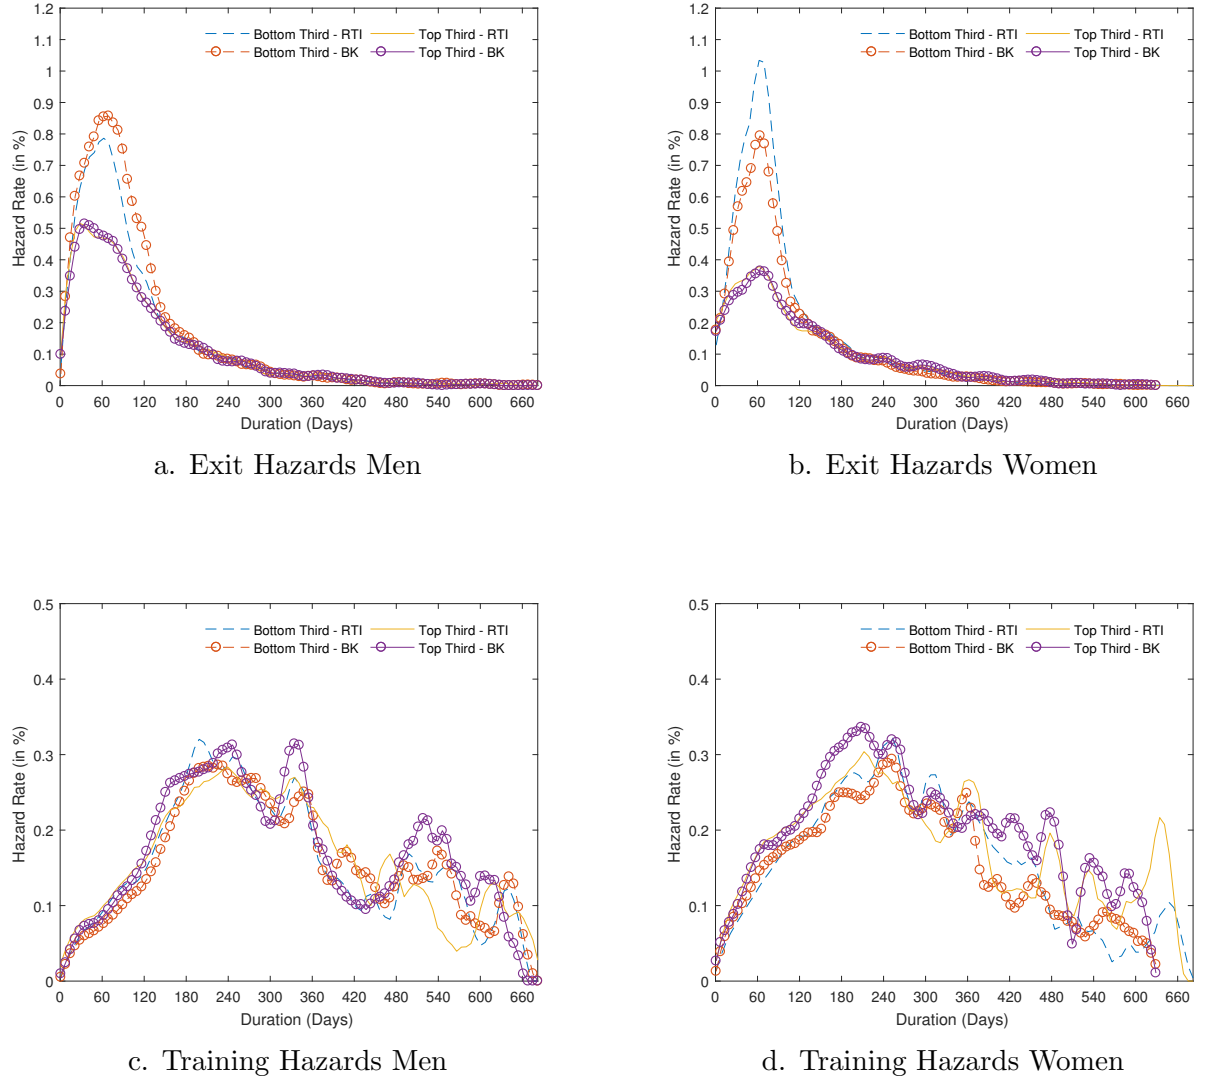 1.2
1.1
1
0.9
0.8
0.7
0.6
0.5
0.4
0.3
0.2
0.1
0
Hazard Rate (in %)
Bottom Third - RTI Top Third - RTI
Bottom Third - BK Top Third - BK
0 60 120 180 240 300 360 420 480 540 600 660
Duration (Days)
a. Exit Hazards Men
1.2
1.1
1
0.9
0.8
0.7
0.6
0.5
0.4
0.3
0.2
0.1
0
Hazard Rate (in %)
Bottom Third - RTI Top Third - RTI
Bottom Third - BK Top Third - BK
0 60 120 180 240 300 360 420 480 540 600 660
Duration (Days)
b. Exit Hazards Women
0.5
0.4
0.3
0.2
0.1
0
Hazard Rate (in %)
Bottom Third - RTI Top Third - RTI
Bottom Third - BK Top Third - BK
0 60 120 180 240 300 360 420 480 540 600 660
Duration (Days)
c. Training Hazards Men
0.5
0.4
0.3
0.2
0.1
0
Hazard Rate (in %)
Bottom Third - RTI Top Third - RTI
Bottom Third - BK Top Third - BK
0 60 120 180 240 300 360 420 480 540 600 660
Duration (Days)
d. Training Hazards Women